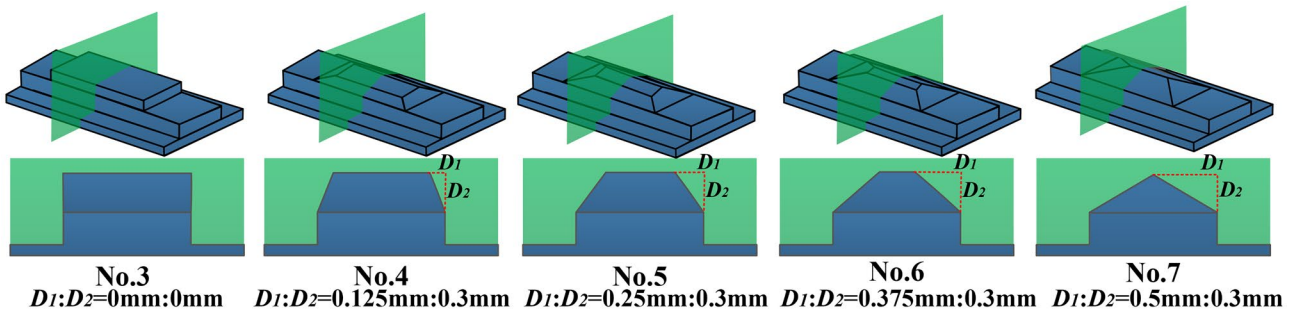 D1
D2
D1
D2
D1
D2
D1
D2
No.3
D1:D2=0mm:0mm
No.4
D1:D2=0.125mm:0.3mm
No.5
D1:D2=0.25mm:0.3mm
No.6
D1:D2=0.375mm:0.3mm
No.7
D1:D2=0.5mm:0.3mm